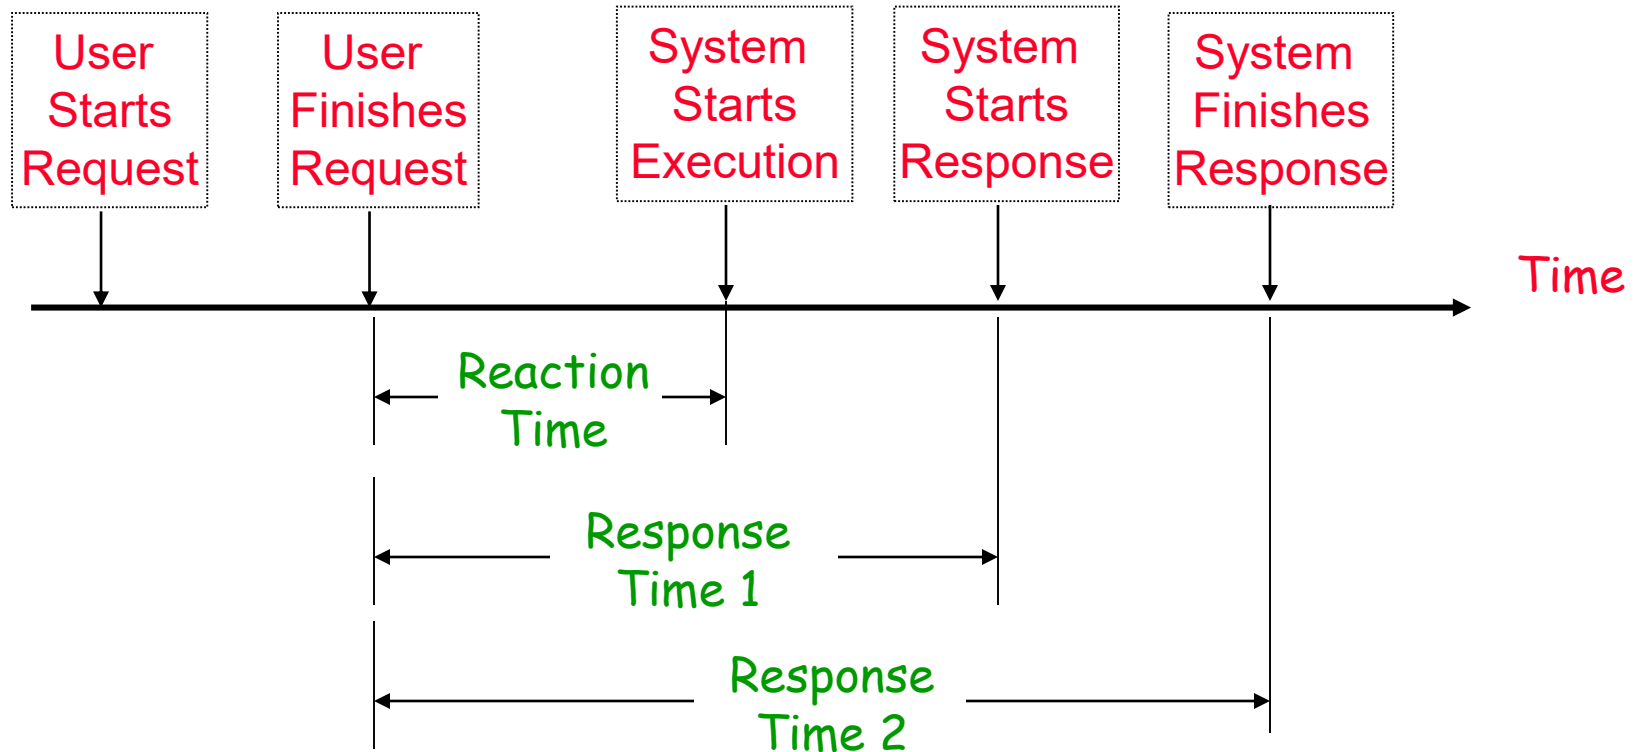 User
Starts
Request
User
Finishes
Request
System
Starts
Execution
System
Starts
Response
System
Finishes
Response
Time
Reaction
Time
Response
Time 1
Response
Time 2